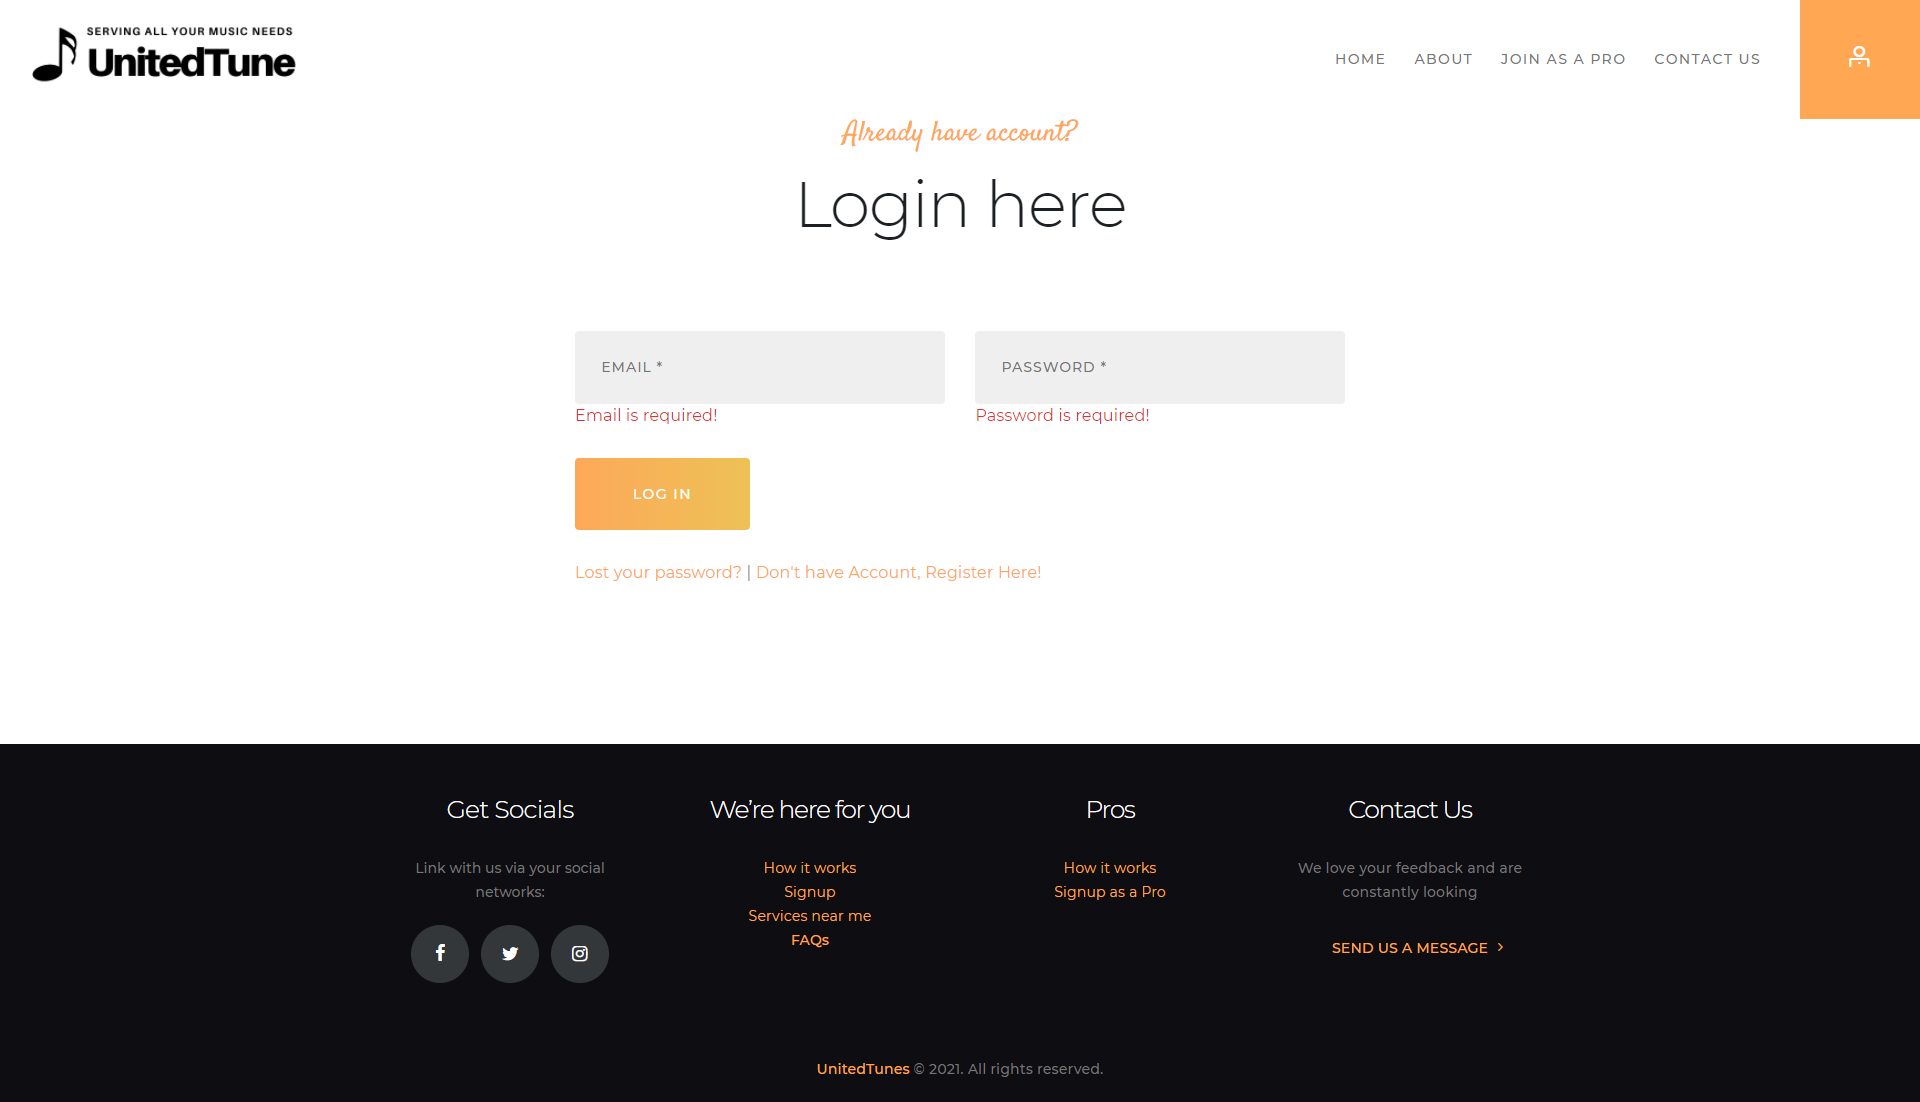 SERVING ALL YOUR MUSIC NEEDS
UnitedTune
HOME ABOUT JOIN AS A PRO CONTACT US
Already have account?
Login here
EMAIL * PASSWORD *
Email is required! Password is required!
LOG IN
Lost your password? | Don't have Account, Register Here!
Get Socials
Link with us via your social
networks:
We’re here for you
How it works
Signup
Services near me
FAQs
Pros
How it works
Signup as a Pro
Contact Us
We love your feedback and are
constantly looking
SEND US A MESSAGE
UnitedTunes © 2021. All rights reserved.